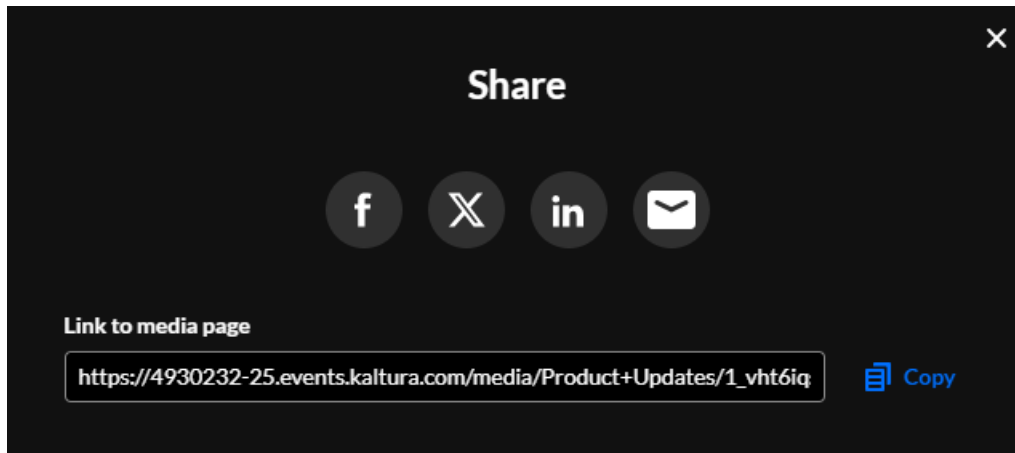 Share
f X in
Link to media page
https://4930232-25.events.kaltura.com/media/Product+Updates/1_vht6iq
Copy